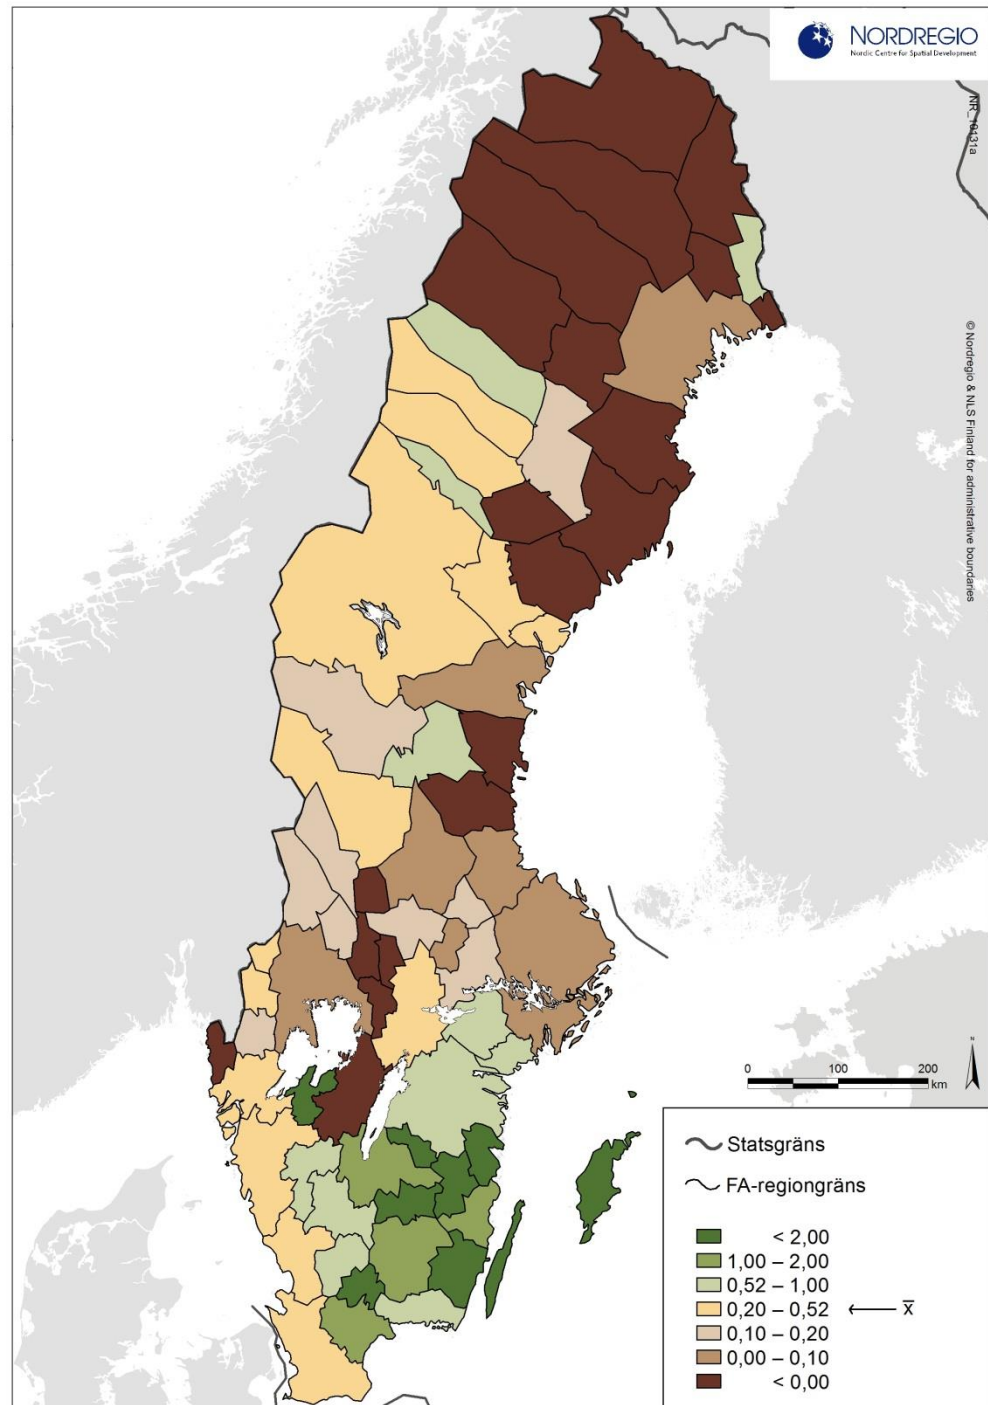 NORDREGIO
Nordic Centre for Spatial Development
NR_10131a
© Nordregio & NLS Finland for administrative boundaries
N
0 100 200
km
Statsgräns
FA-regiongräns
< 2,00
1,00 – 2,00
0,52 – 1,00
0,20 – 0,52 x̅
0,10 – 0,20
0,00 – 0,10
< 0,00